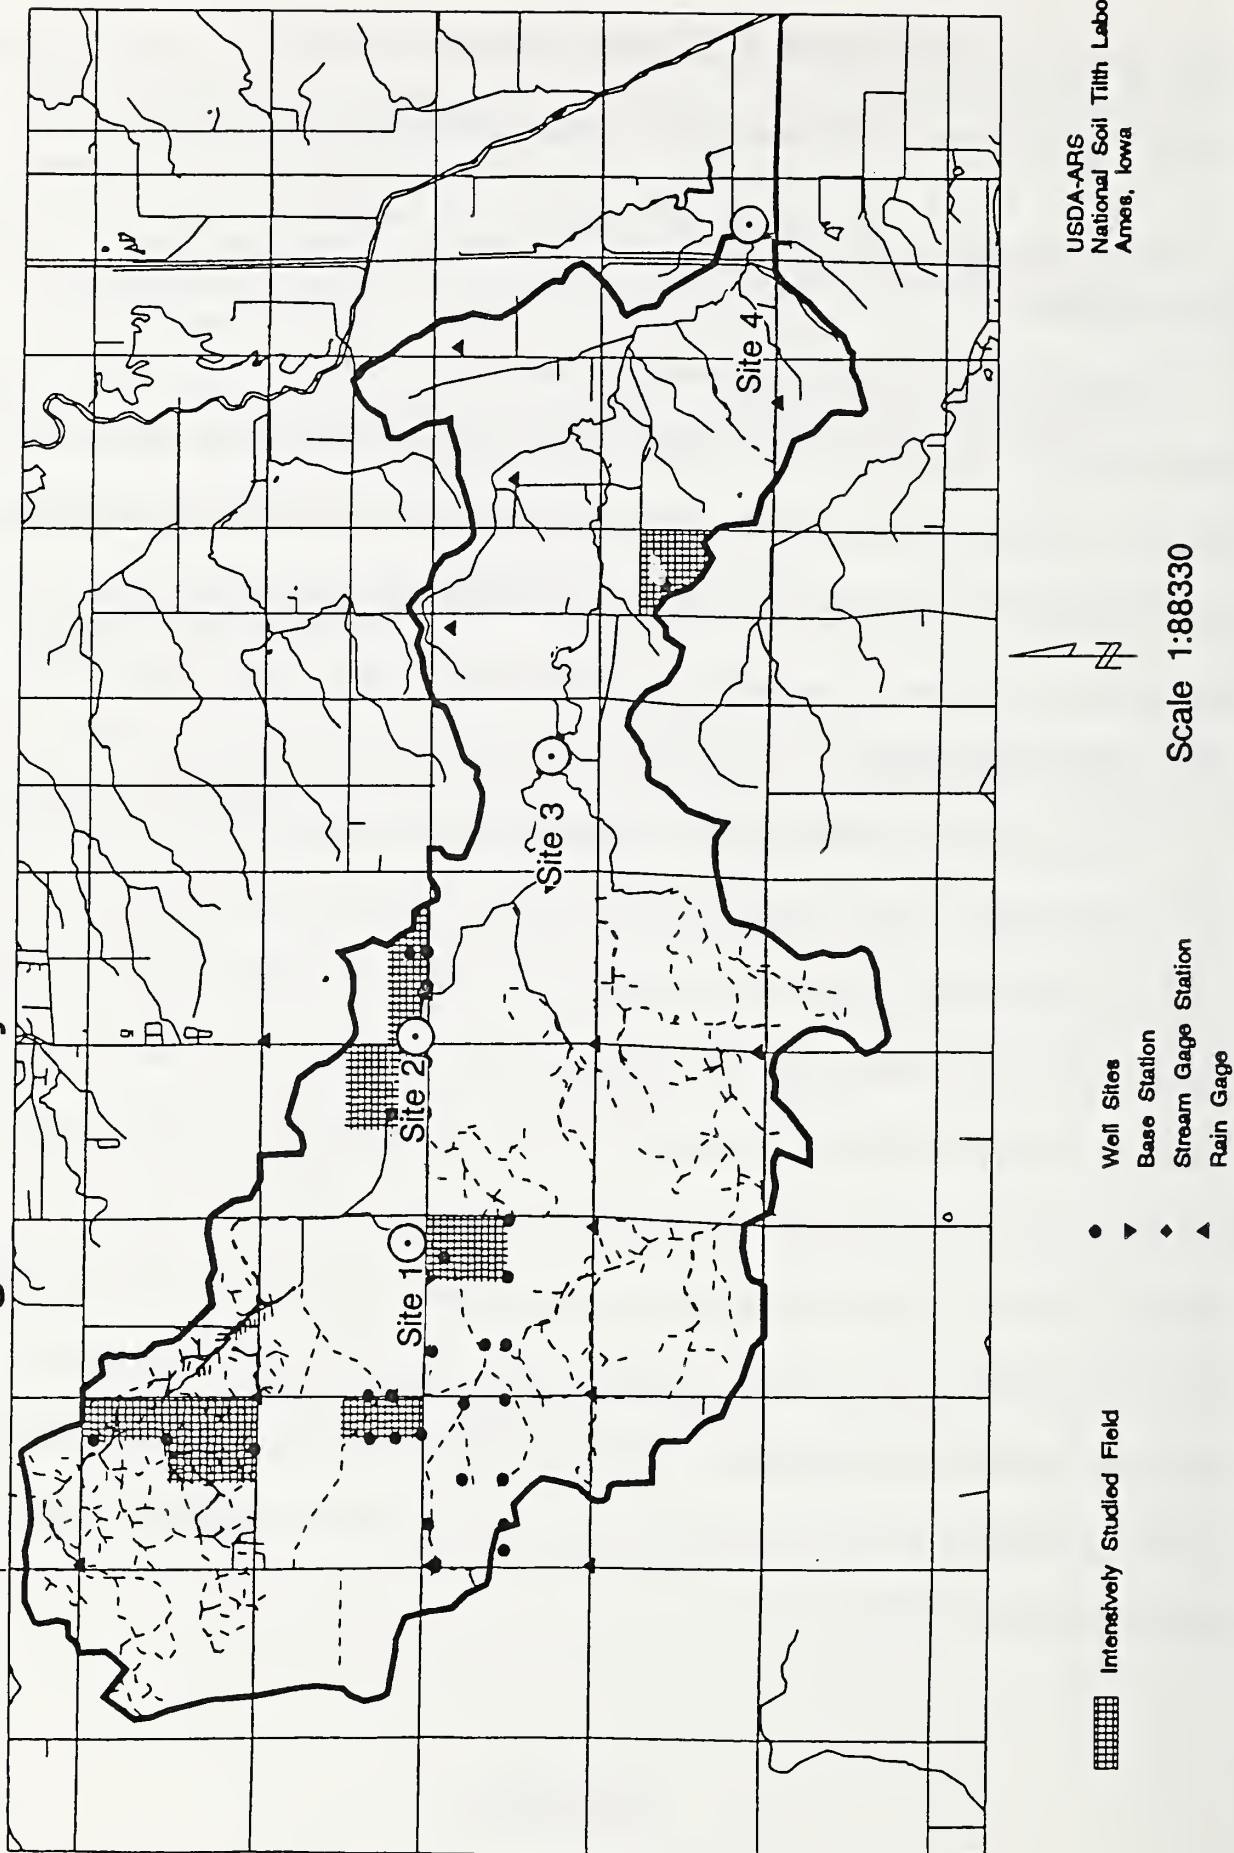 Site 1
Site 2
Site 3
Site 4
Intensively Studied Field
Well Sites
Base Station
Stream Gage Station
Rain Gage
N
Scale 1:88330
USDA-ARS
National Soil Tilth Labo
Ames, Iowa